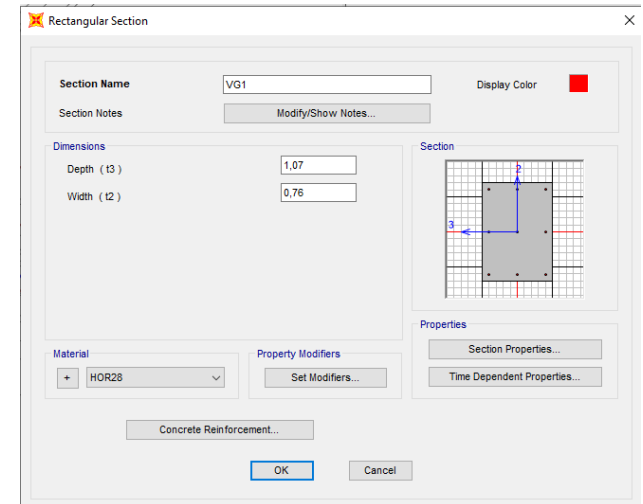 Rectangular Section
Section Name VG1 Display Color
Section Notes Modify/Show Notes...
Dimensions
Depth ( t3 ) 1,07
Width ( t2 ) 0,76
Section
2
3
Properties
Section Properties...
Time Dependent Properties...
Material
+ HOR28
Property Modifiers
Set Modifiers...
Concrete Reinforcement...
OK Cancel